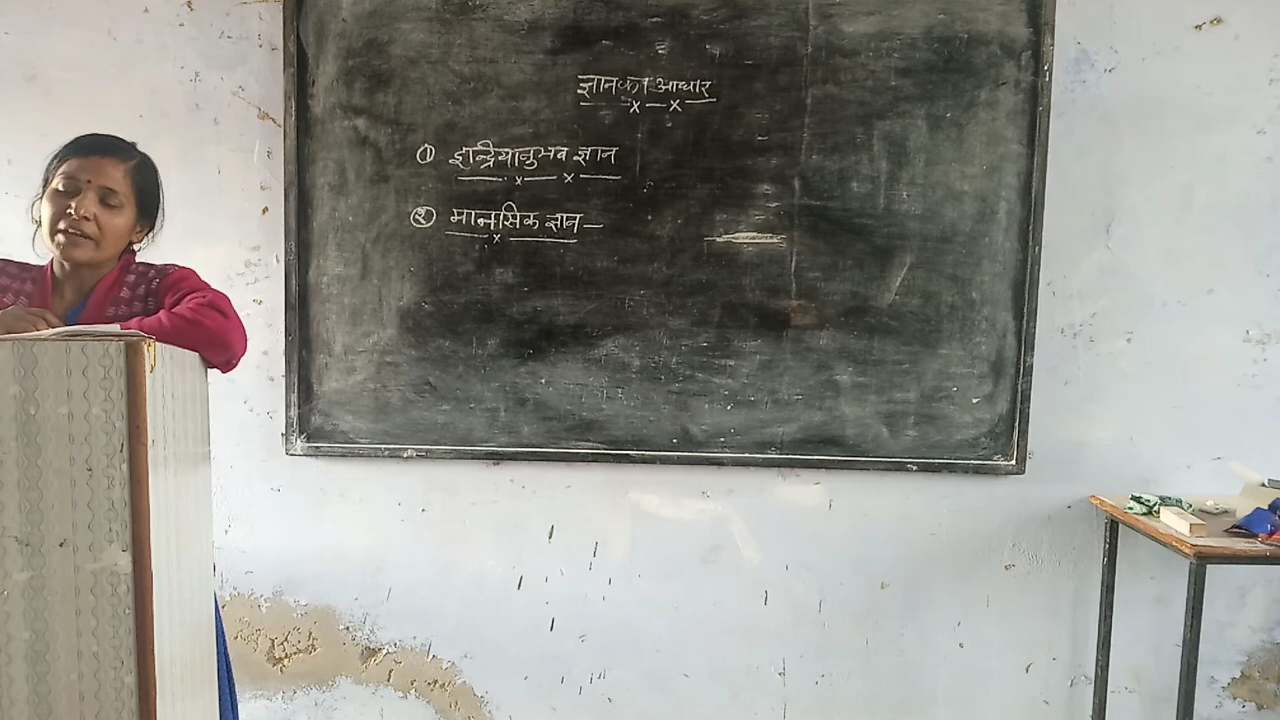 ज्ञान का आधार
① इन्द्रियानुभव ज्ञान
② मानसिक ज्ञान –